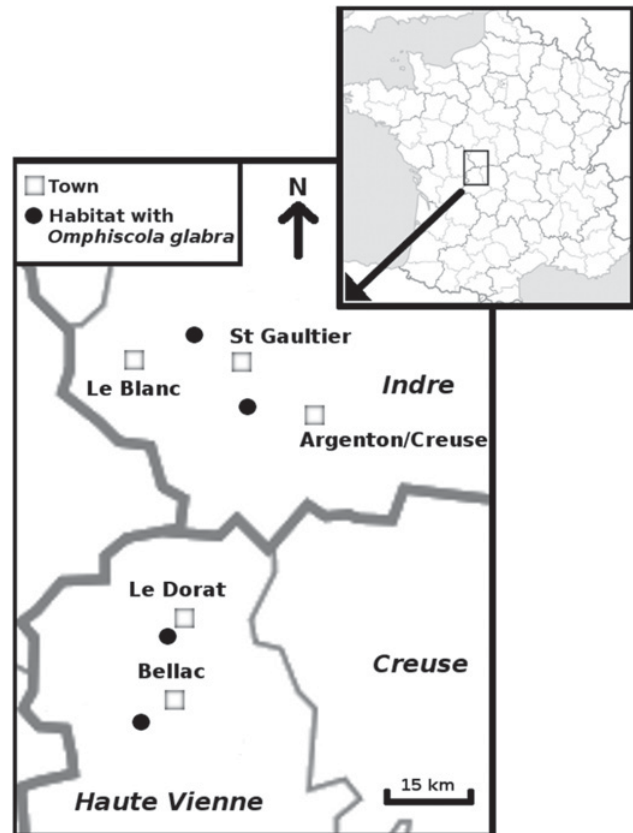 Town
Habitat with
Omphiscola glabra
N
St Gaultier
Le Blanc
Indre
Argenton/Creuse
Le Dorat
Bellac
Creuse
15 km
Haute Vienne